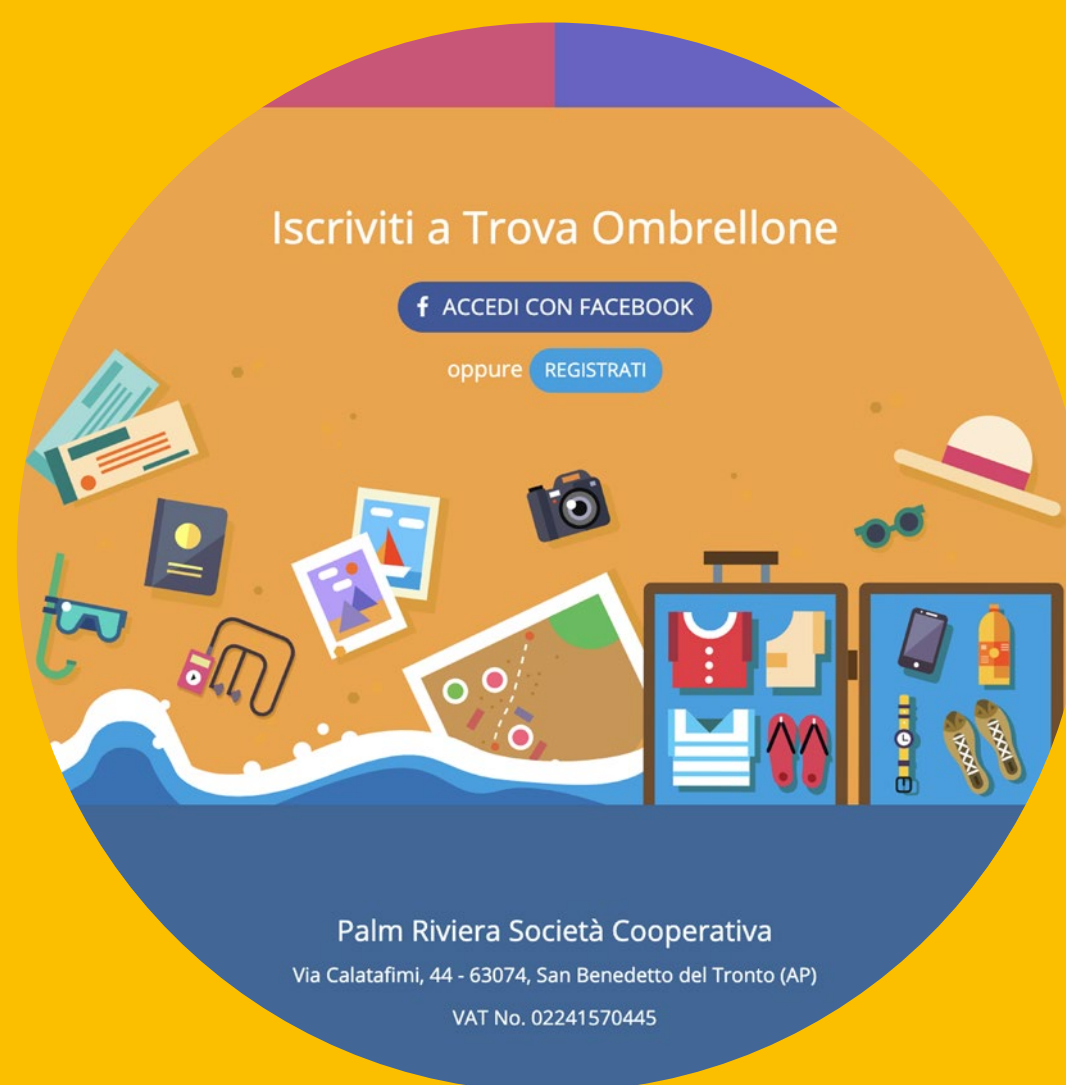 Iscriviti a Trova Ombrellone
f ACCEDI CON FACEBOOK
oppure REGISTRATI
Palm Riviera Società Cooperativa
Via Calatafimi, 44 - 63074, San Benedetto del Tronto (AP)
VAT No. 02241570445